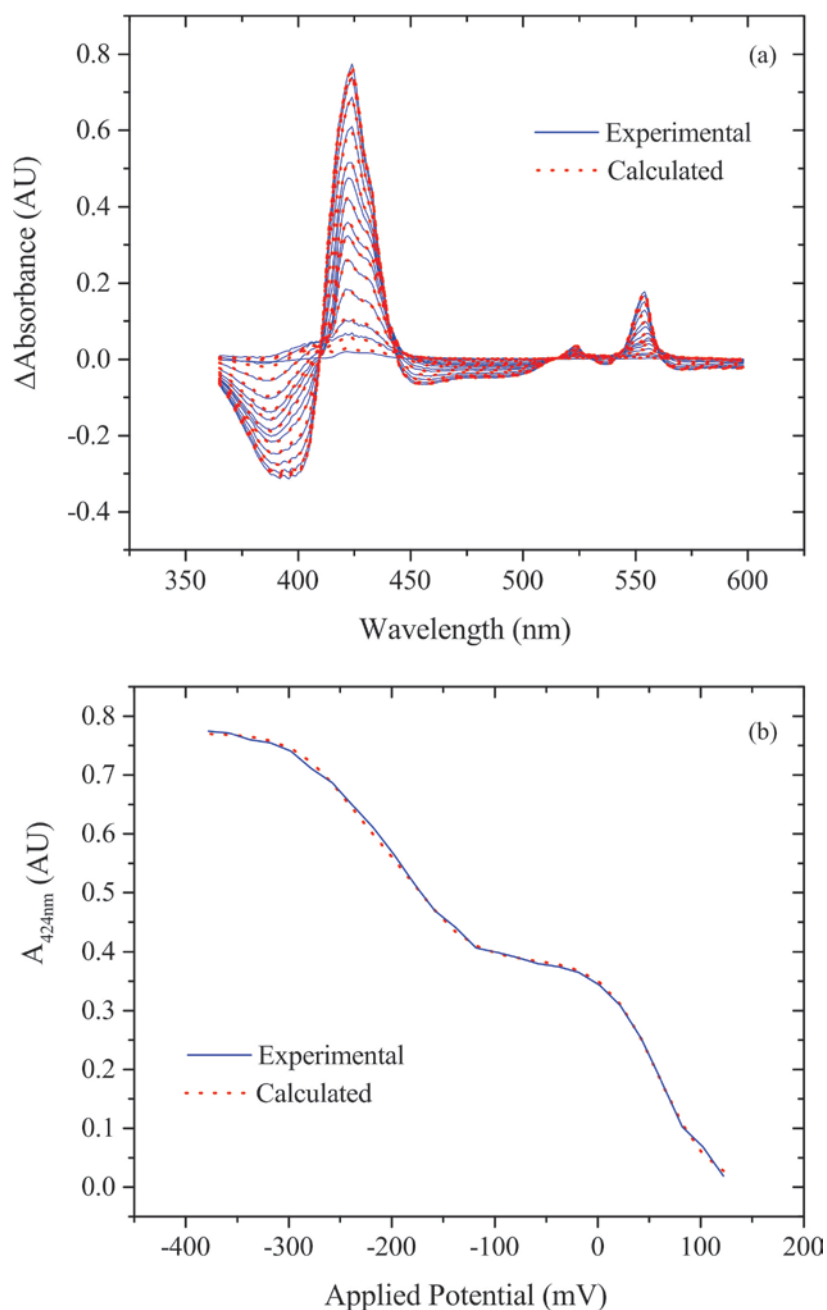 (a)
0.8
0.6
0.4
0.2
0.0
-0.2
-0.4
ΔAbsorbance (AU)
Experimental
Calculated
350 400 450 500 550 600
Wavelength (nm)
(b)
0.8
0.7
0.6
0.5
0.4
0.3
0.2
0.1
0.0
A424nm (AU)
Experimental
Calculated
-400 -300 -200 -100 0 100 200
Applied Potential (mV)